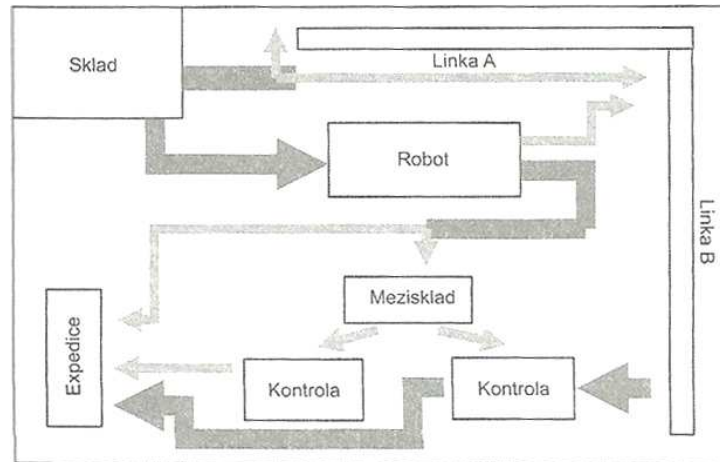 Sklad
Linka A
Robot
Linka B
Mezisklad
Expedice
Kontrola
Kontrola